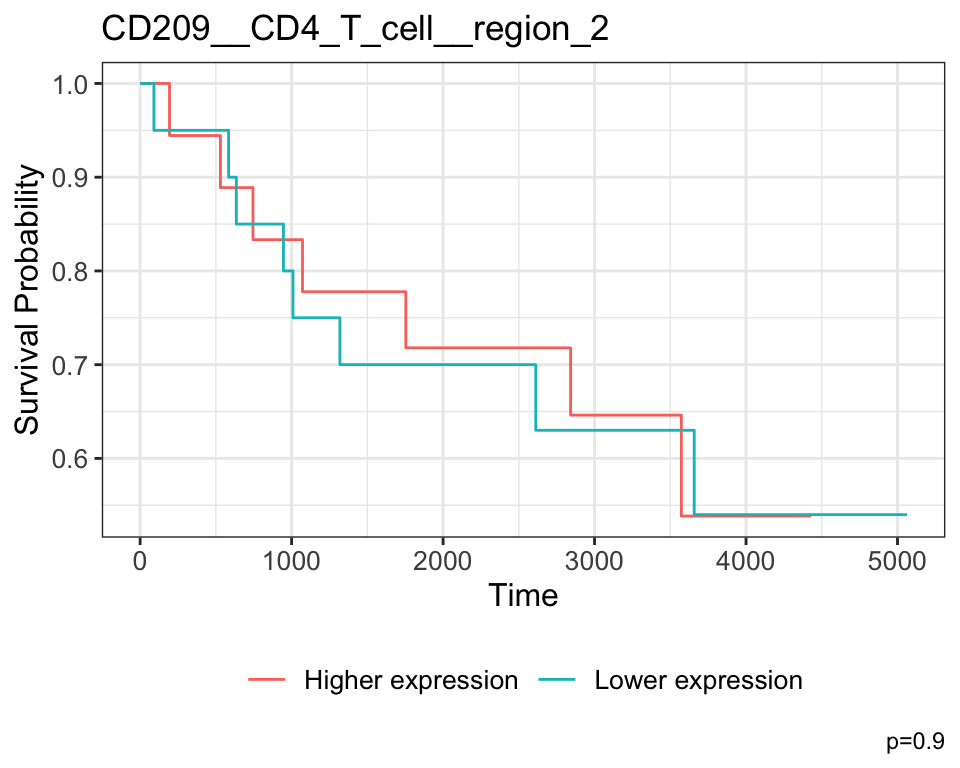 CD209__CD4_T_cell__region_2
Survival Probability
1.0
0.9
0.8
0.7
0.6
0 1000 2000 3000 4000 5000
Time
Higher expression Lower expression
p=0.9